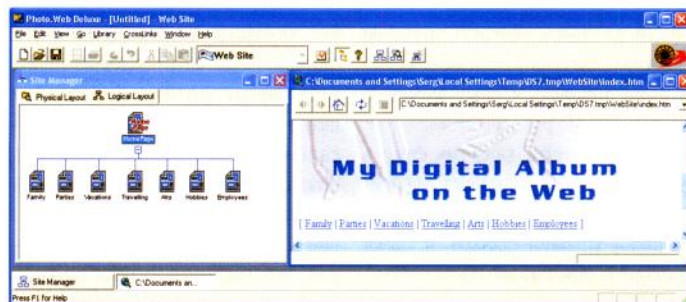 Photo.Web Deluxe - [Untitled] - Web Site
File Edit View Go Library CrossLinks Window Help
Web Site
Site Manager
Physical Layout Logical Layout
HomePage
Family Parties Vacations Travelling Arts Hobbies Employees
C:\Documents and Settings\Serg\Local Settings\Temp\DS7.tmp\WebSite\index.htm
C:\Documents and Settings\Serg\Local Settings\Temp\DS7.tmp\WebSite\index.htm
My Digital Album
on the Web
[ Family | Parties | Vacations | Travelling | Arts | Hobbies | Employees ]
Site Manager C:\Documents an...
Press F1 for Help